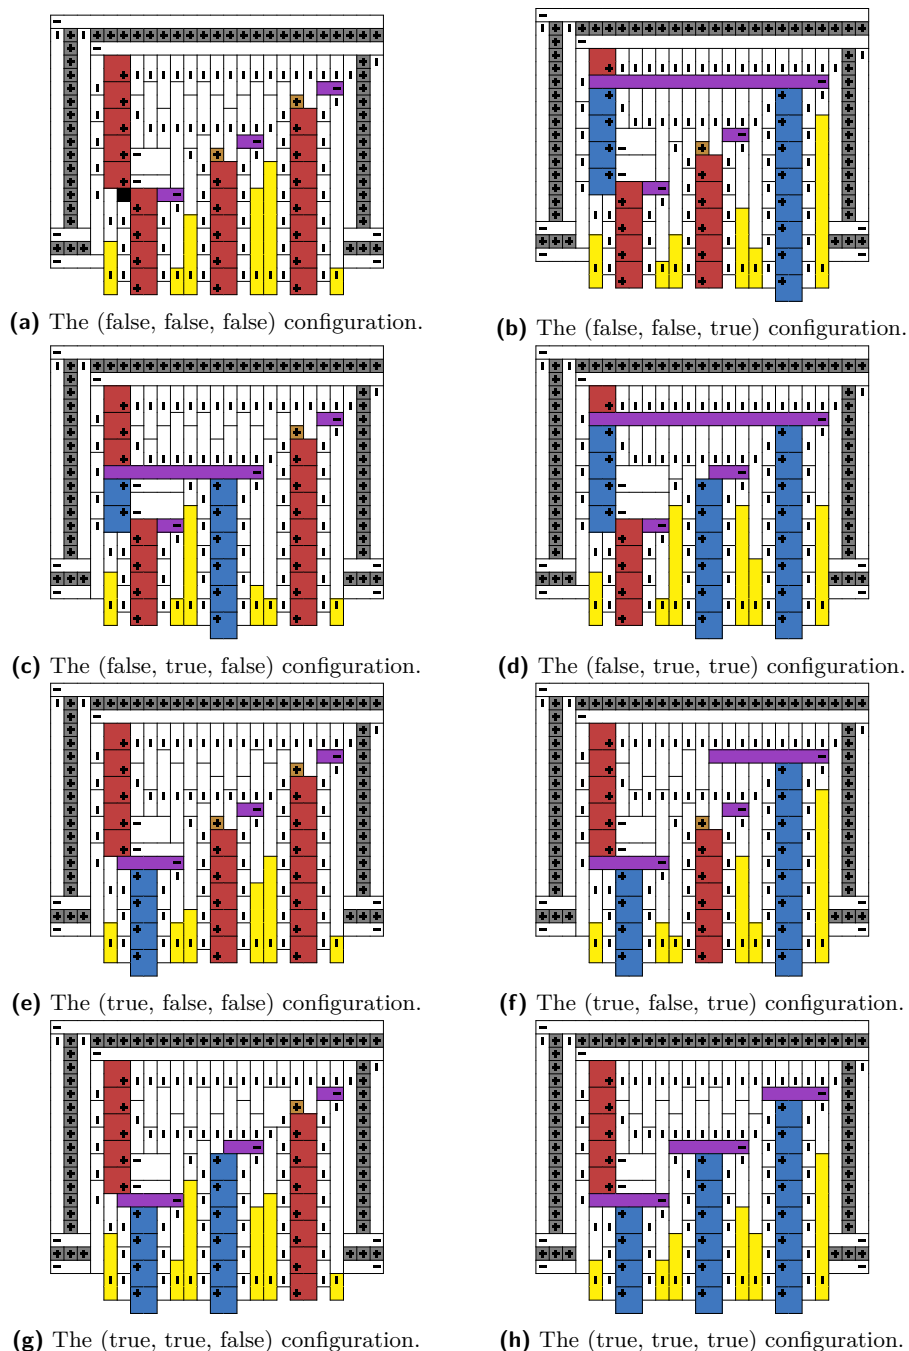 (a) The (false, false, false) configuration.
(b) The (false, false, true) configuration.
(c) The (false, true, false) configuration.
(d) The (false, true, true) configuration.
(e) The (true, false, false) configuration.
(f) The (true, false, true) configuration.
(g) The (true, true, false) configuration.
(h) The (true, true, true) configuration.